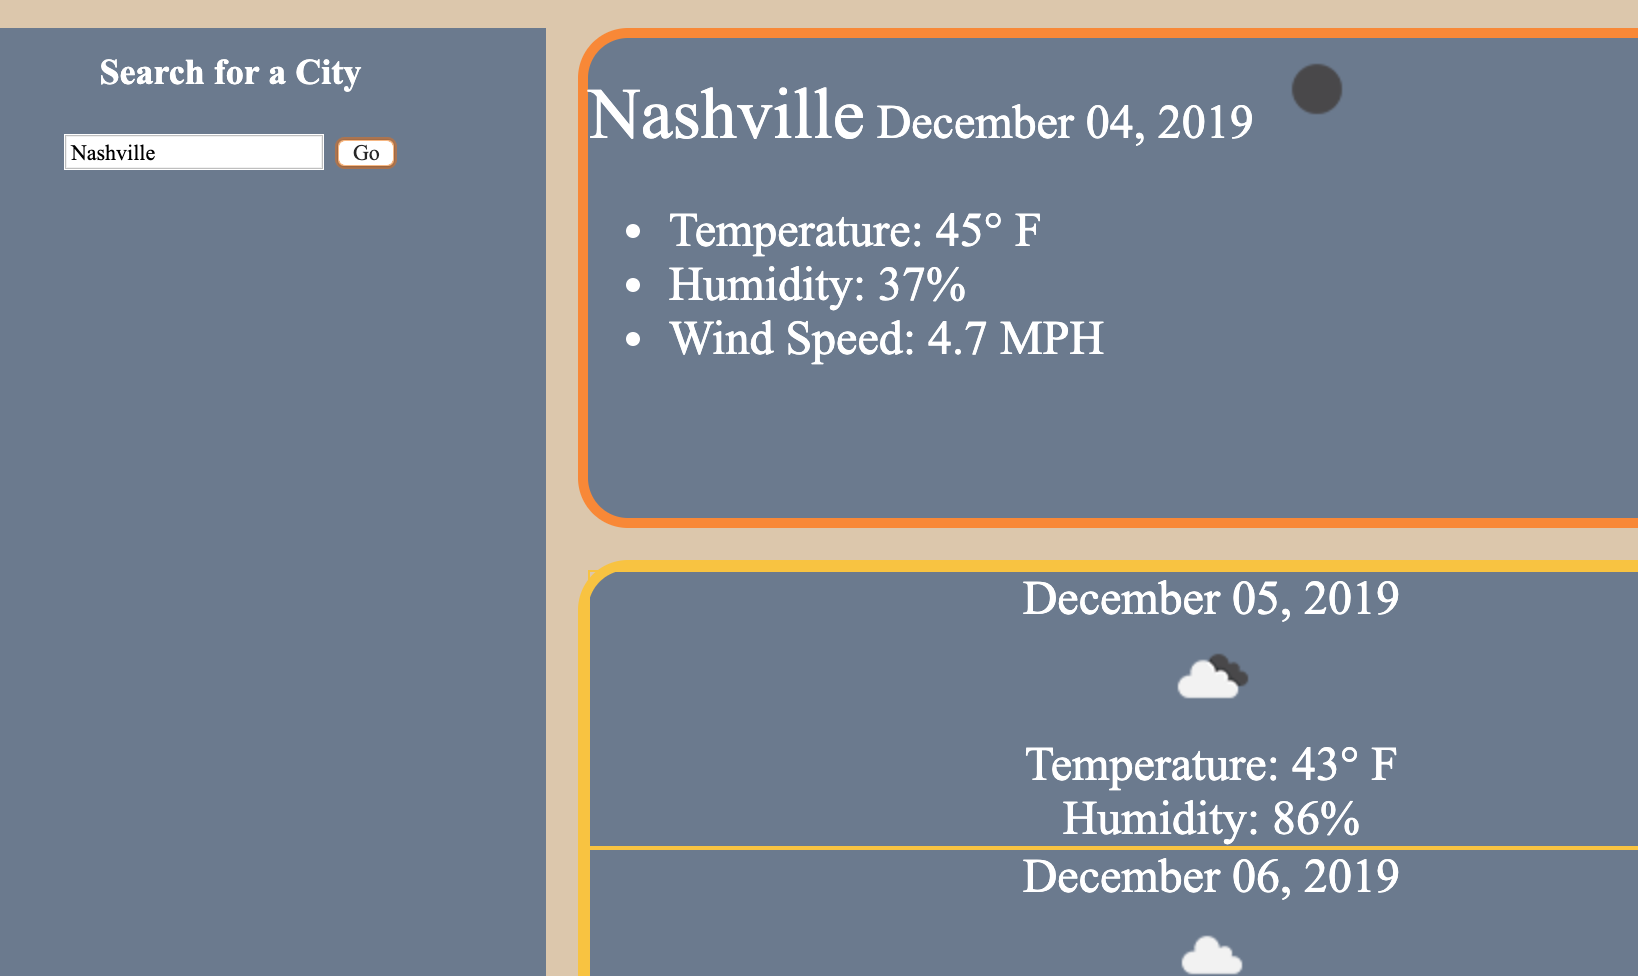 Search for a City
Nashville
Go
Nashville December 04, 2019
Temperature: 45° F
Humidity: 37%
Wind Speed: 4.7 MPH
December 05, 2019
Temperature: 43° F
Humidity: 86%
December 06, 2019